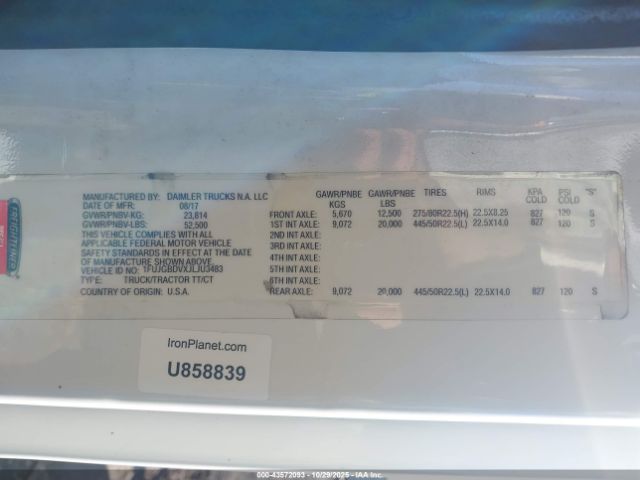 FREIGHTLINER
MANUFACTURED BY: DAIMLER TRUCKS N.A. LLC
DATE OF MFR: 08/17
GVWR/PNBV-KG: 23,814
GVWR/PNBV-LBS: 52,500
THIS VEHICLE COMPLIES WITH ALL
APPLICABLE FEDERAL MOTOR VEHICLE
SAFETY STANDARDS IN EFFECT AT THE DATE
OF MANUFACTURE SHOWN ABOVE.
VEHICLE ID#: 1FUJGBDVXJLJU3483
TYPE: TRUCK/TRACTOR TT/CT
COUNTRY OF ORIGIN: U.S.A.
GAWR/PNBE KGS GAWR/PNBE LBS TIRES RIMS KPA COLD PSI COLD "S"
FRONT AXLE: 5,670 12,500 275/80R22.5(H) 22.5X8.25 827 120 S
1ST INT AXLE: 9,072 20,000 445/50R22.5(L) 22.5X14.0 827 120 S
2ND INT AXLE:
3RD INT AXLE:
4TH INT AXLE:
5TH INT AXLE:
6TH INT AXLE:
REAR AXLE: 9,072 20,000 445/50R22.5(L) 22.5X14.0 827 120 S
IronPlanet.com
U858839
000-43572093 - 10/29/2025 - IAA Inc.